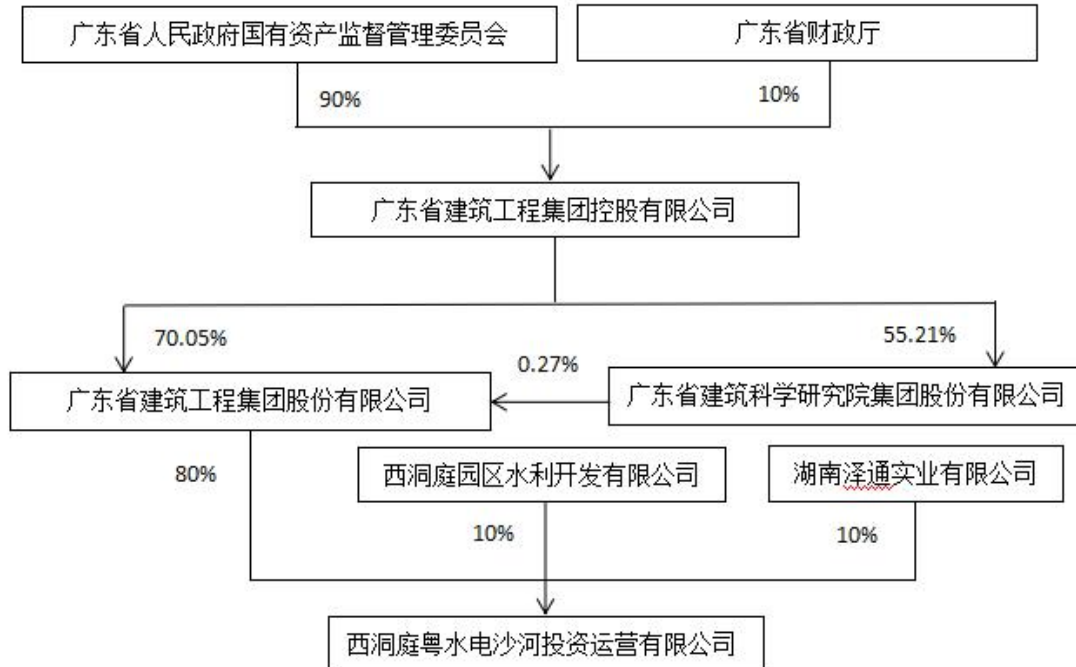 广东省人民政府国有资产监督管理委员会
广东省财政厅
90%
10%
广东省建筑工程集团控股有限公司
70.05%
55.21%
0.27%
广东省建筑工程集团股份有限公司
广东省建筑科学研究院集团股份有限公司
80%
西洞庭园区水利开发有限公司
湖南泽通实业有限公司
10%
10%
西洞庭粤水电沙河投资运营有限公司